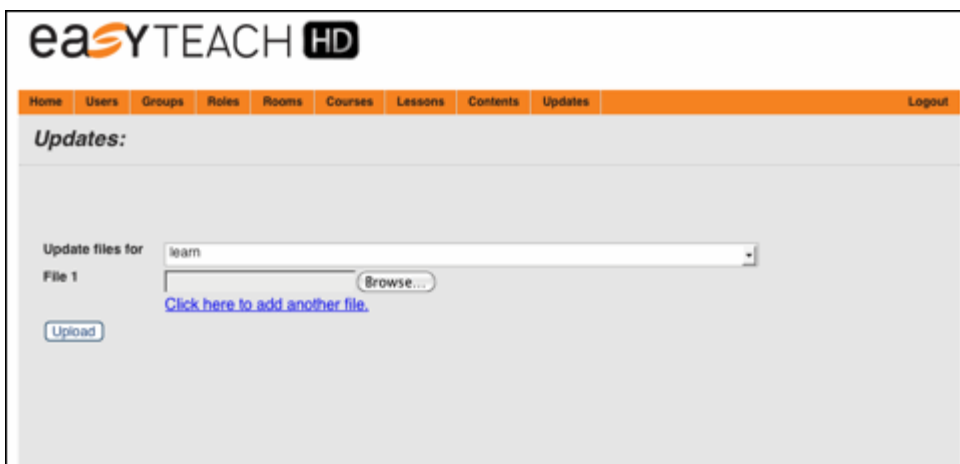 easyTEACH HD
Home Users Groups Roles Rooms Courses Lessons Contents Updates Logout
Updates:
Update files for learn
File 1 Browse...
Click here to add another file.
Upload